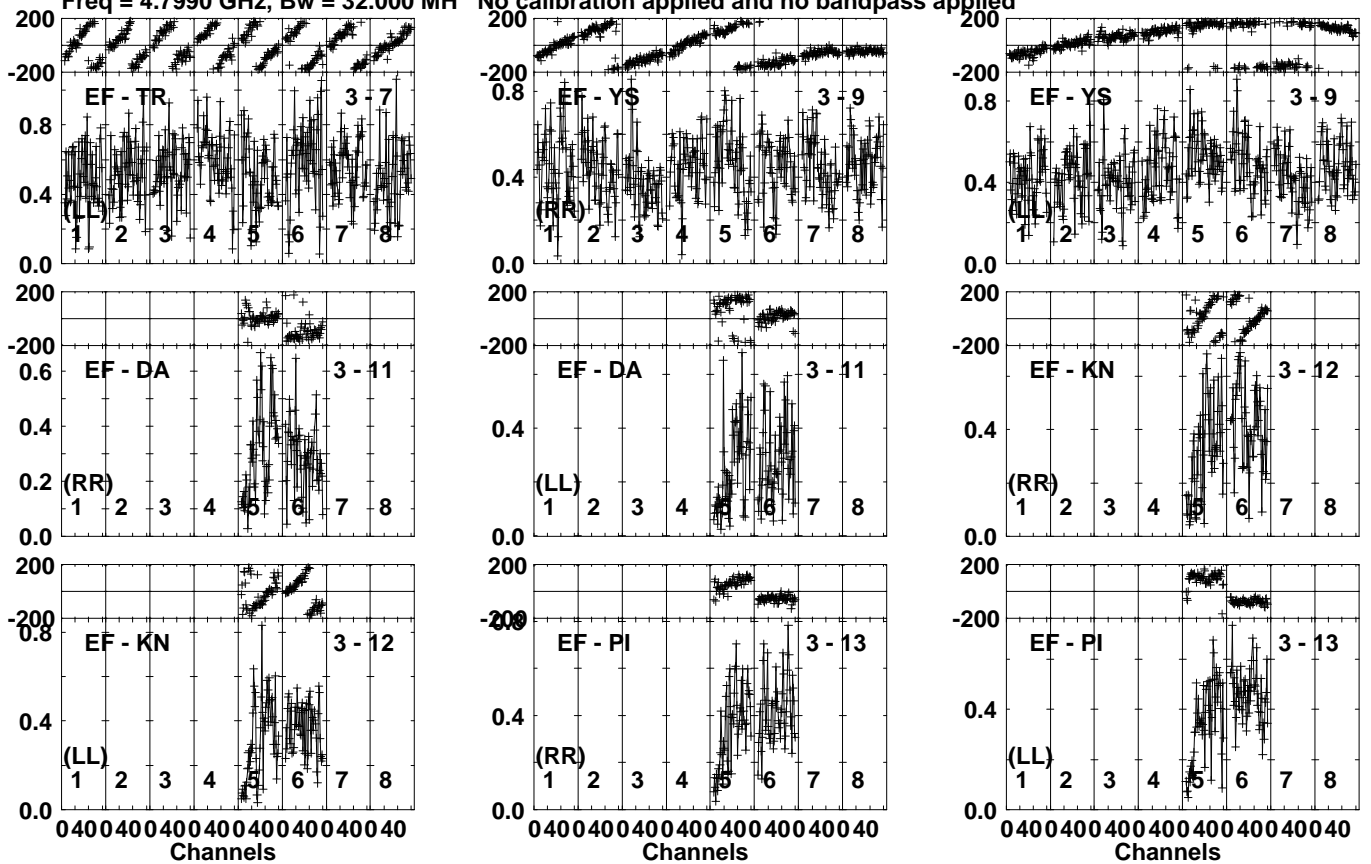 Freq = 4.7990 GHz, Bw = 32.000 MH No calibration applied and no bandpass applied
200 200 200
-200 -200 -200
EF - TR 3 - 7 EF - YS 3 - 9 EF - YS 3 - 9
0.8 0.8 0.8
0.4 0.4 0.4
(LL) (RR) (LL)
1 2 3 4 5 6 7 8 1 2 3 4 5 6 7 8 1 2 3 4 5 6 7 8
0.0 0.0 0.0
200 200 200
-200 -200 -200
EF - DA 3 - 11 EF - DA 3 - 11 EF - KN 3 - 12
0.6
0.4 0.4 0.4
0.2
(RR) (LL) (RR)
1 2 3 4 5 6 7 8 1 2 3 4 5 6 7 8 1 2 3 4 5 6 7 8
0.0 0.0 0.0
200 200 200
-200 -200 -200
0.8 0.8
EF - KN 3 - 12 EF - PI 3 - 13 EF - PI 3 - 13
0.4 0.4 0.4
(LL) (RR) (LL)
1 2 3 4 5 6 7 8 1 2 3 4 5 6 7 8 1 2 3 4 5 6 7 8
0.0 0.0 0.0
0 40 0 40 0 40 0 40 0 40 0 40 0 40 0 40 0 40 0 40 0 40 0 40 0 40 0 40 0 40 0 40 0 40 0 40 0 40 0 40 0 40 0 40 0 40 0 40
Channels Channels Channels